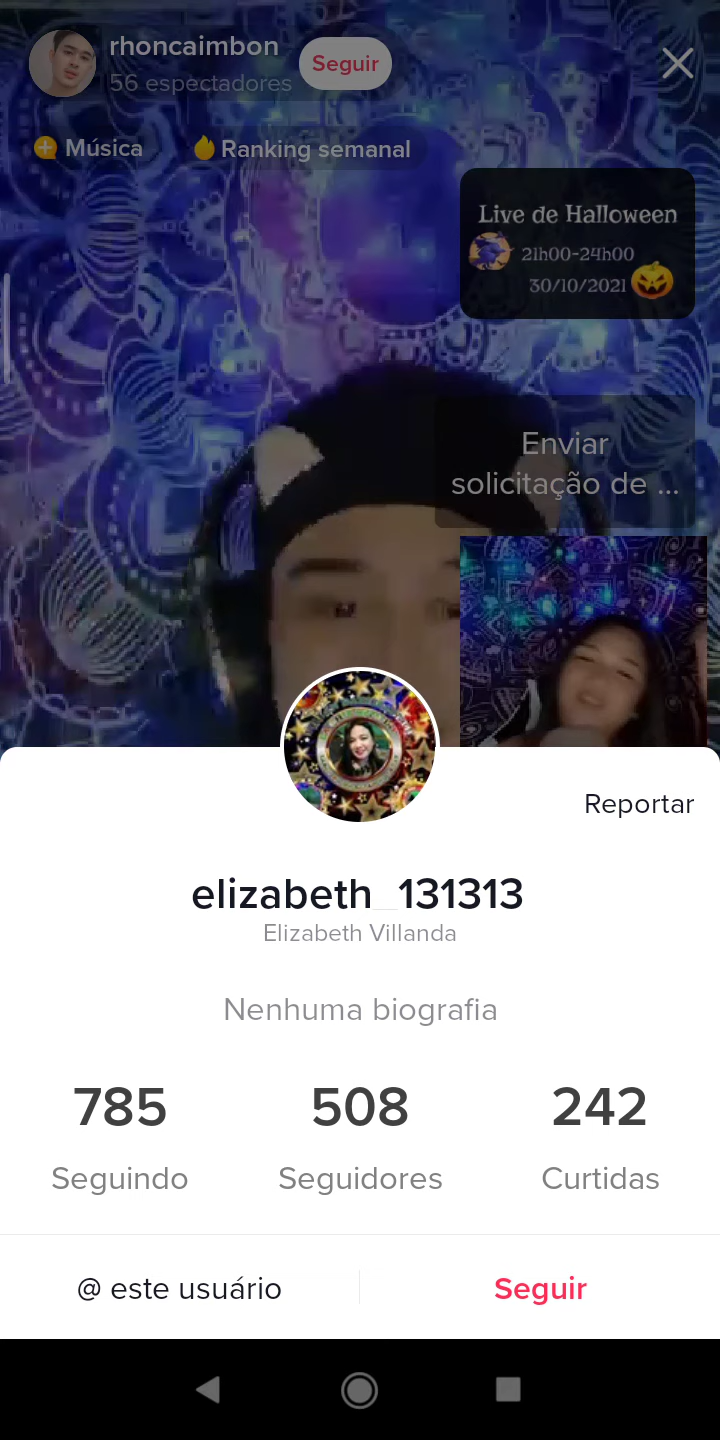 rhoncaimbon
56 espectadores
Seguir
Música
Ranking semanal
Live de Halloween
21h00-24h00
30/10/2021
Enviar
solicitação de ...
Reportar
elizabeth_131313
Elizabeth Villanda
Nenhuma biografia
785
508
242
Seguindo
Seguidores
Curtidas
@ este usuário
Seguir